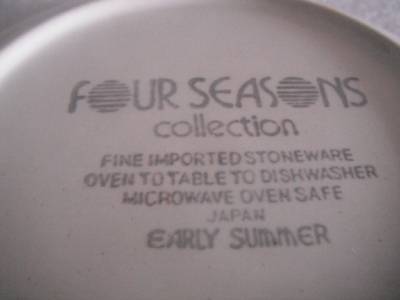 FOUR SEASONS
collection
FINE IMPORTED STONEWARE
OVEN TO TABLE TO DISHWASHER
MICROWAVE OVEN SAFE
JAPAN
EARLY SUMMER